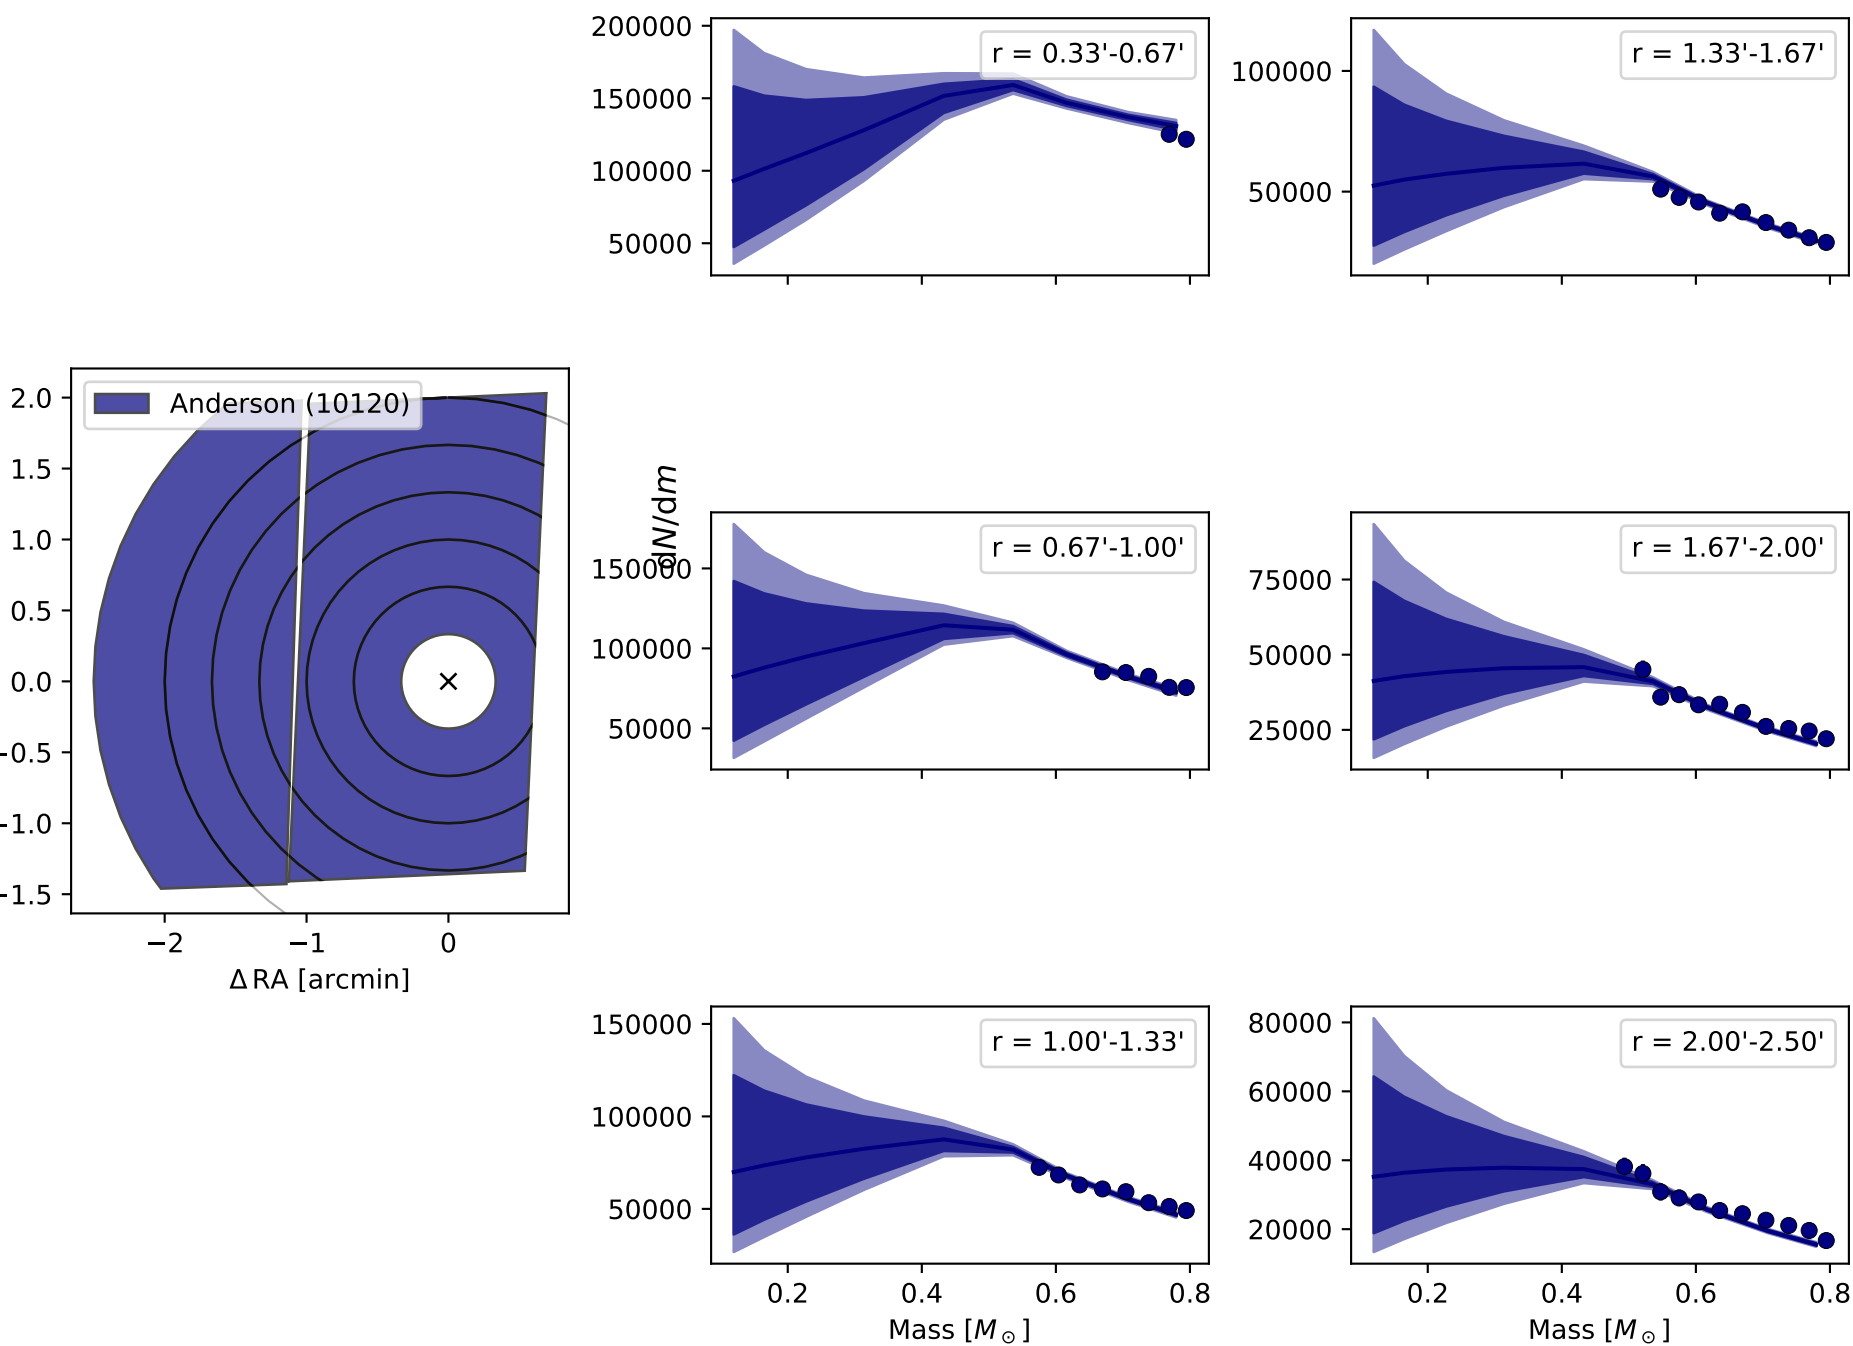 Anderson (10120)
2.0
1.5
1.0
0.5
0.0
−0.5
−1.0
−1.5
−2 −1 0
Δ RA [arcmin]
dN/dm
r = 0.33'-0.67'
200000
150000
100000
50000
r = 1.33'-1.67'
100000
50000
r = 0.67'-1.00'
150000
100000
50000
r = 1.67'-2.00'
75000
50000
25000
r = 1.00'-1.33'
150000
100000
50000
0.2 0.4 0.6 0.8
Mass [M⊙]
r = 2.00'-2.50'
80000
60000
40000
20000
0.2 0.4 0.6 0.8
Mass [M⊙]